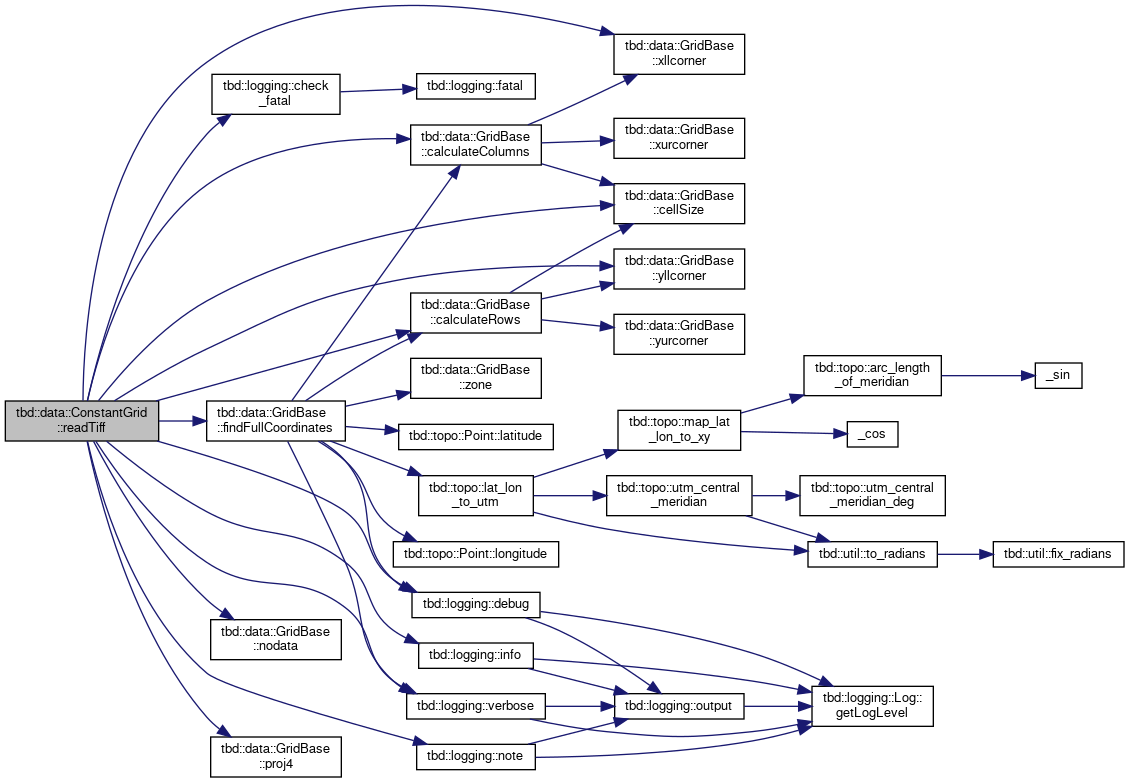 tbd::data::ConstantGrid
::readTiff
tbd::logging::check
_fatal
tbd::logging::fatal
tbd::data::GridBase
::xllcorner
tbd::data::GridBase
::calculateColumns
tbd::data::GridBase
::xurcorner
tbd::data::GridBase
::cellSize
tbd::data::GridBase
::yllcorner
tbd::data::GridBase
::calculateRows
tbd::data::GridBase
::yurcorner
tbd::data::GridBase
::zone
tbd::data::GridBase
::findFullCoordinates
tbd::topo::Point::latitude
tbd::topo::lat_lon
_to_utm
tbd::topo::map_lat
_lon_to_xy
tbd::topo::arc_length
_of_meridian
_sin
_cos
tbd::topo::utm_central
_meridian
tbd::topo::utm_central
_meridian_deg
tbd::util::to_radians
tbd::util::fix_radians
tbd::topo::Point::longitude
tbd::logging::debug
tbd::data::GridBase
::nodata
tbd::logging::info
tbd::logging::verbose
tbd::logging::output
tbd::logging::Log::
getLogLevel
tbd::logging::note
tbd::data::GridBase
::proj4